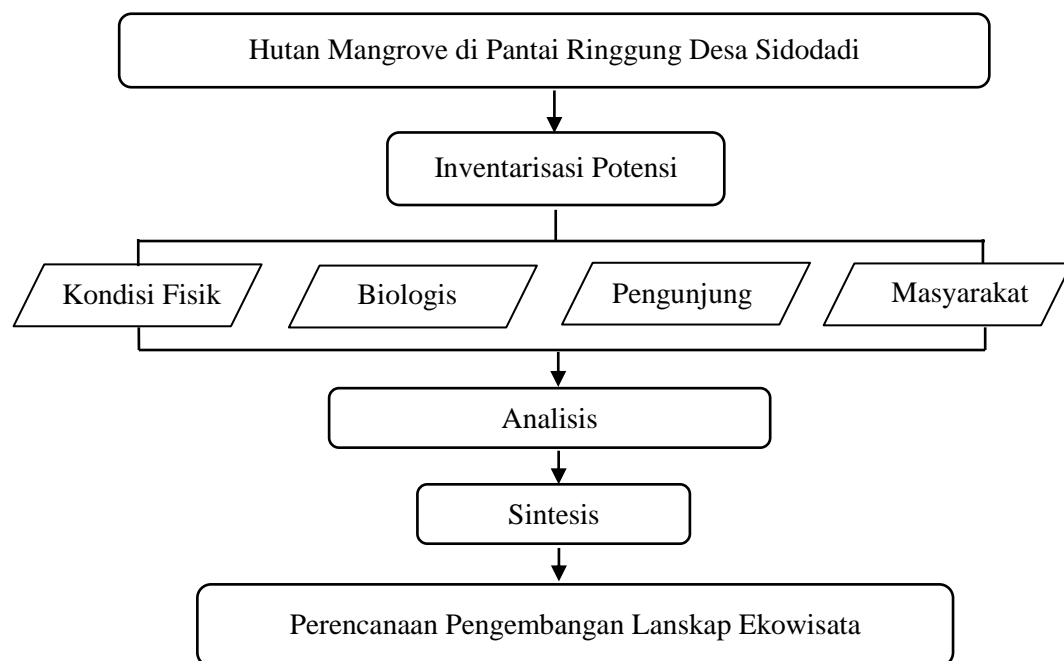 Hutan Mangrove di Pantai Ringgung Desa Sidodadi
Inventarisasi Potensi
Kondisi Fisik
Biologis
Pengunjung
Masyarakat
Analisis
Sintesis
Perencanaan Pengembangan Lanskap Ekowisata